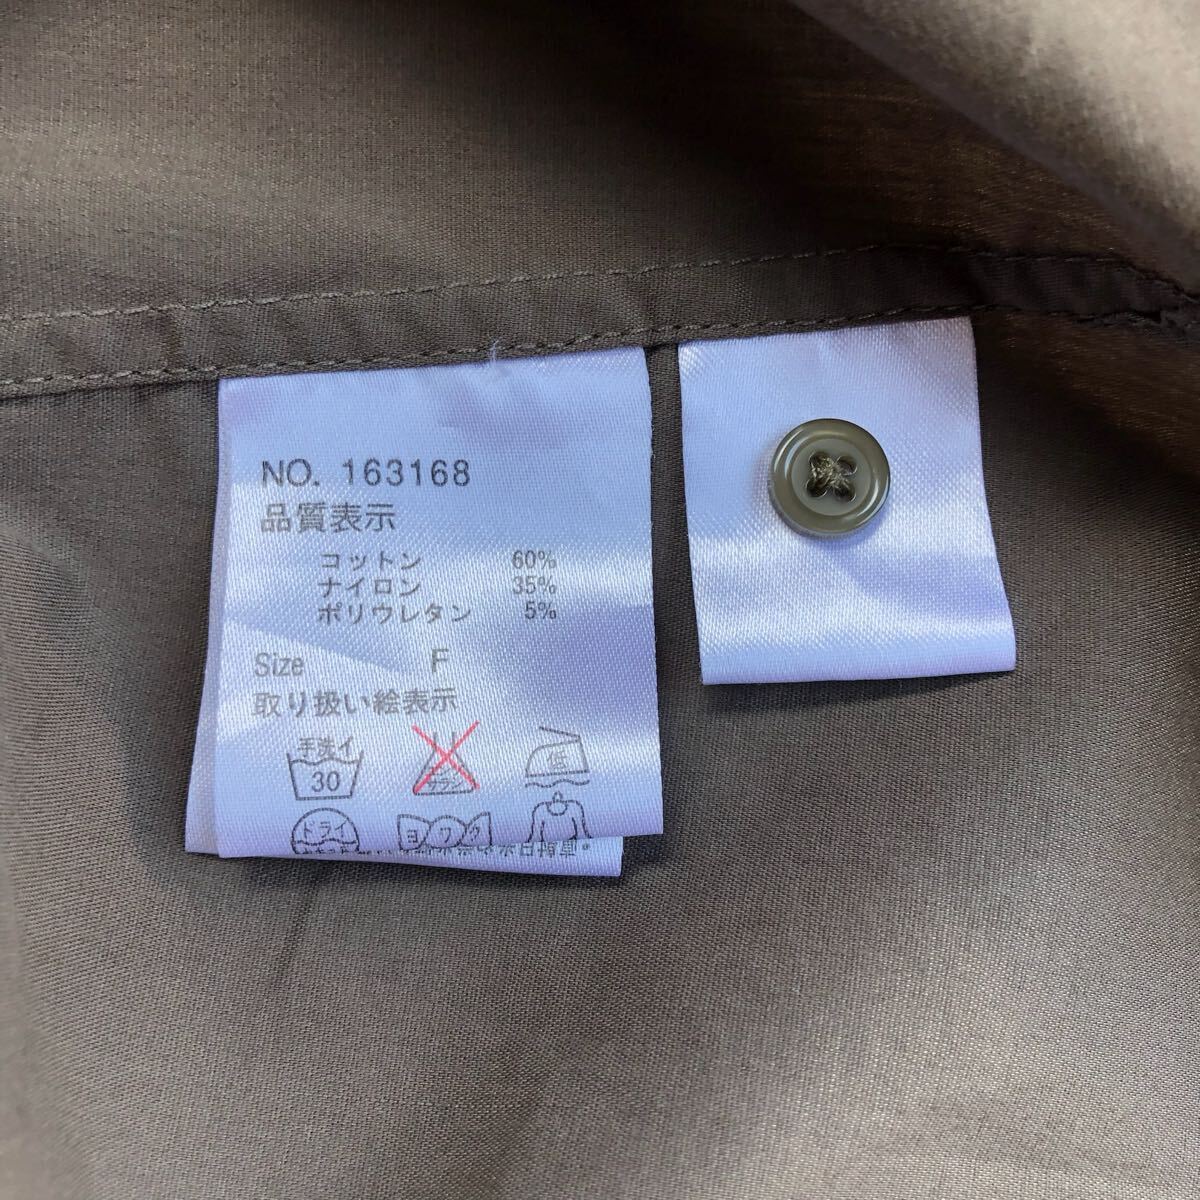 NO. 163168
品質表示
コットン 60%
ナイロン 35%
ポリウレタン 5%
Size F
取り扱い絵表示
手洗イ 低
30
ドライ ヨワク